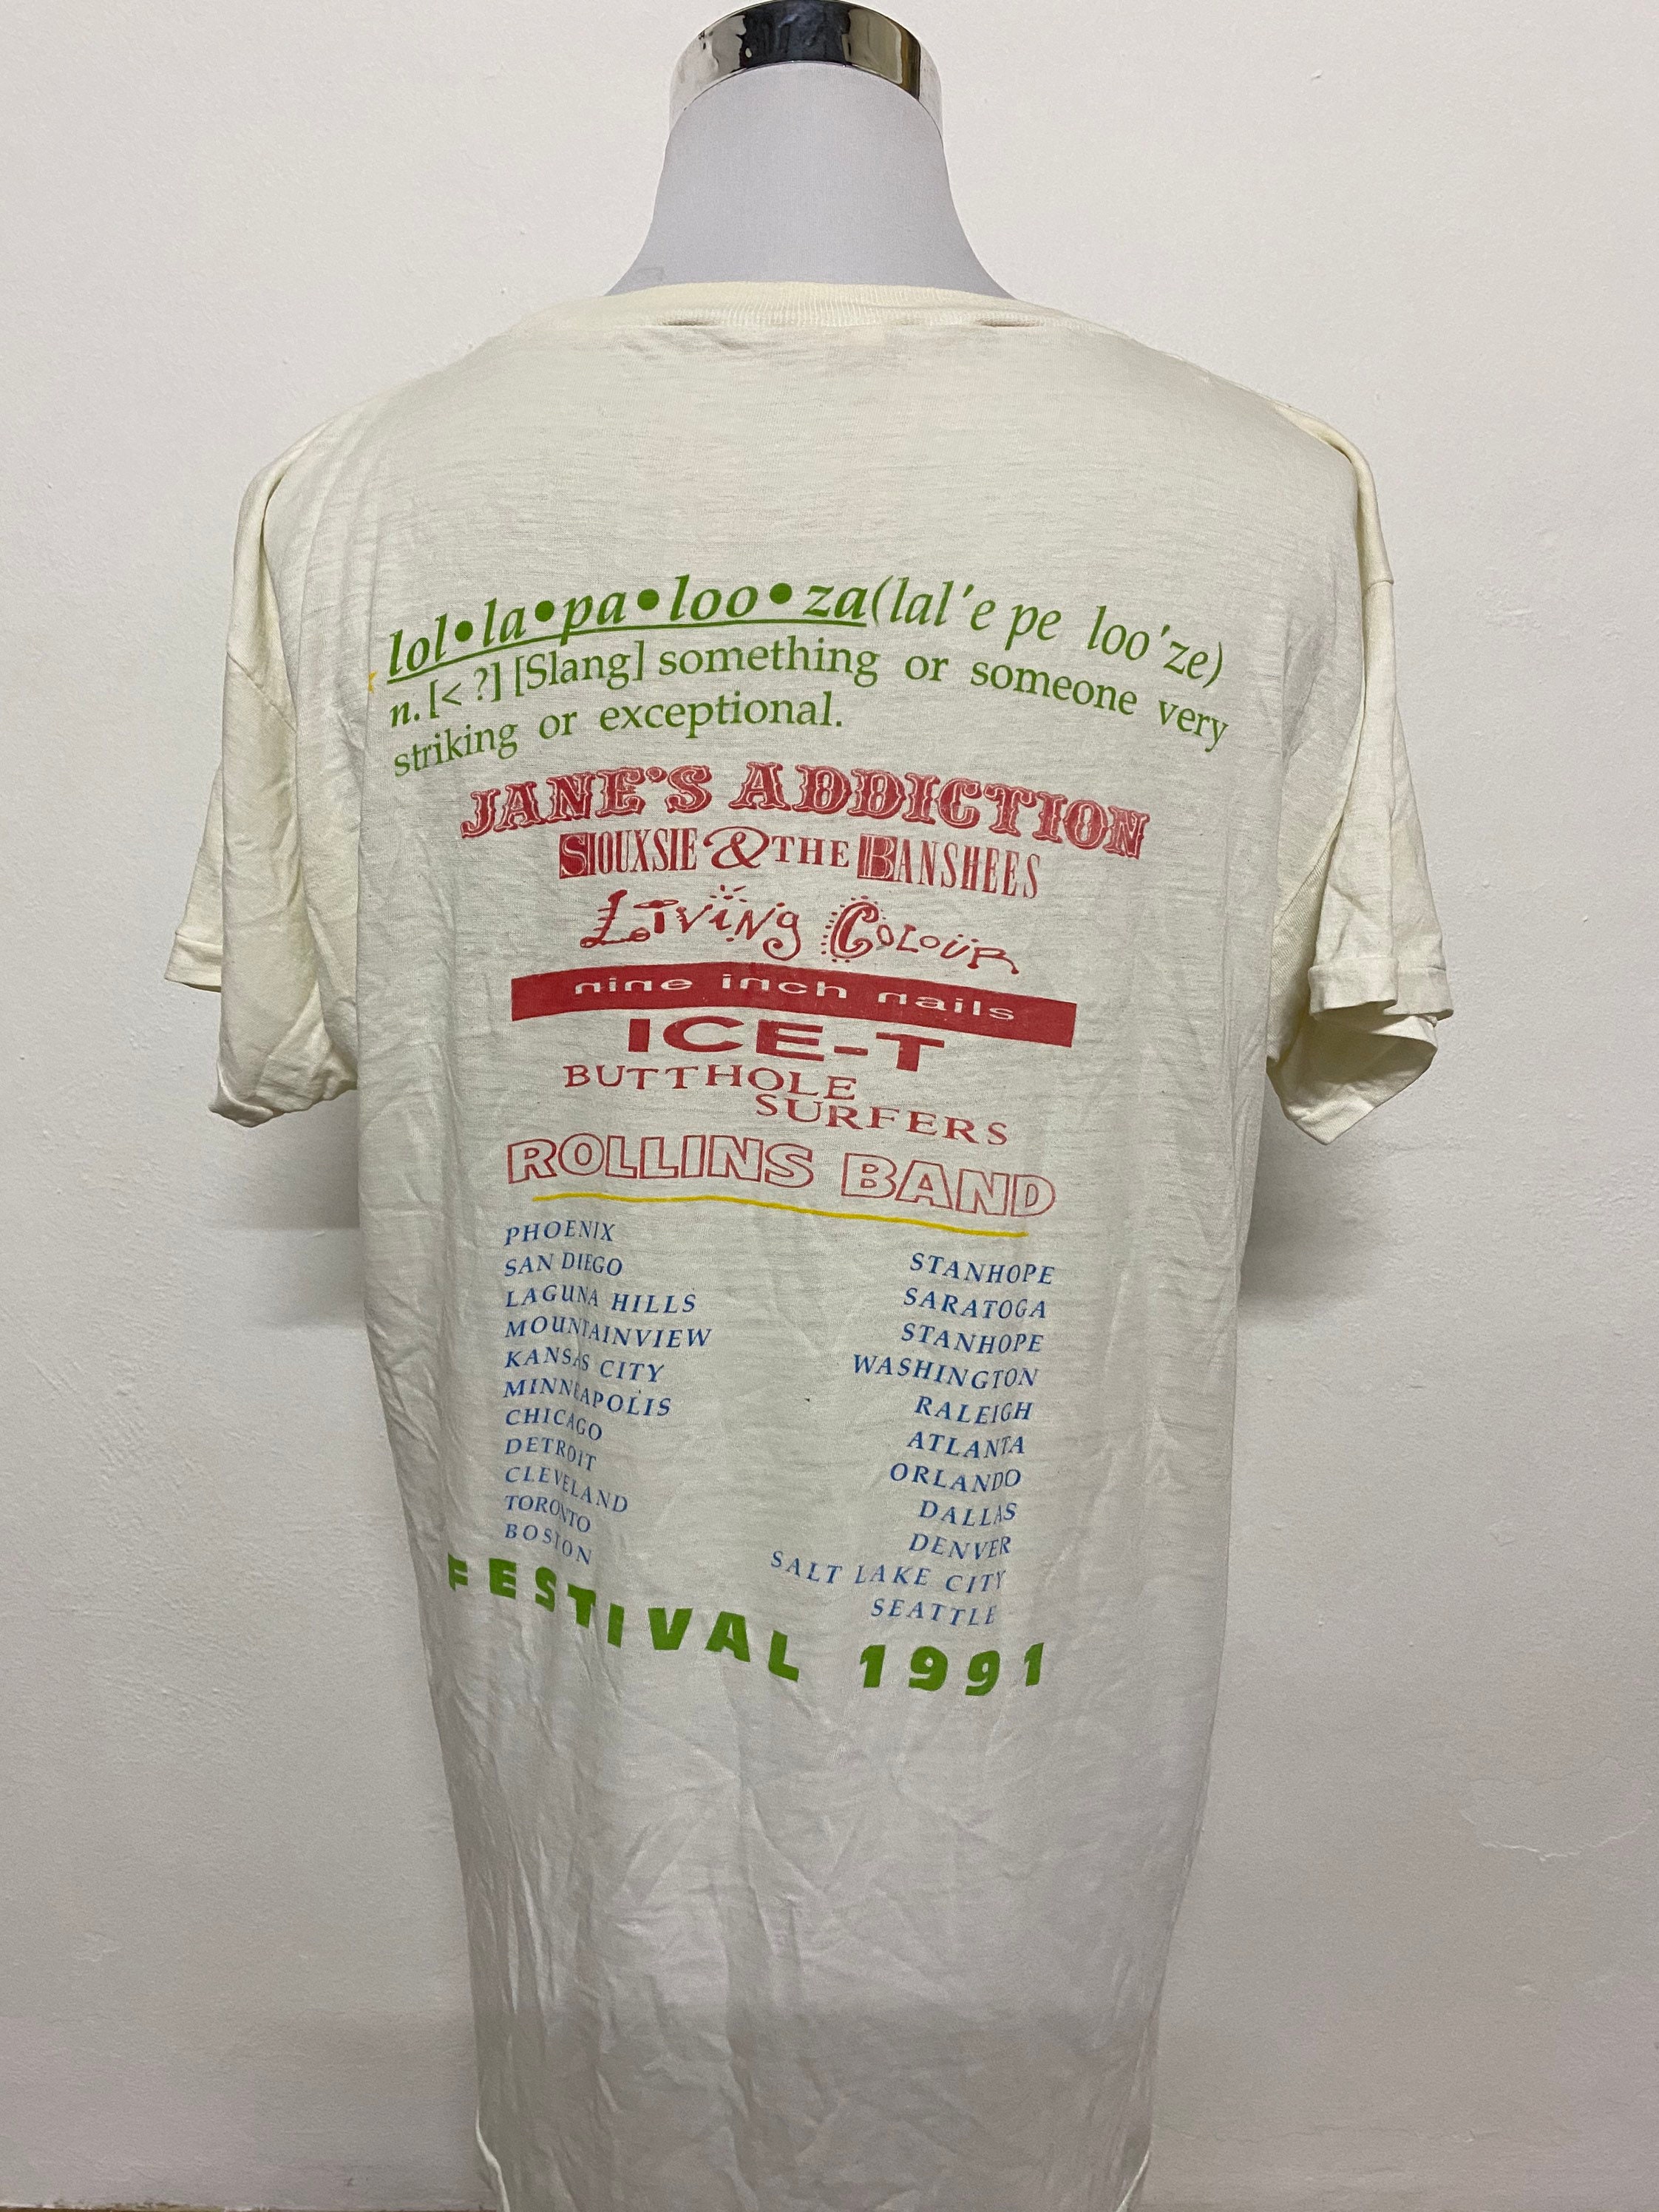 lol•la•pa•loo•za(lal'e pe loo'ze)
n. [< ?] [Slang] something or someone very
striking or exceptional.
JANE'S ADDICTION
SIOUXSIE & THE BANSHEES
LIVING COLOUR
nine inch nails
ICE-T
BUTTHOLE
SURFERS
ROLLINS BAND
PHOENIX
SAN DIEGO
LAGUNA HILLS
MOUNTAINVIEW
KANSAS CITY
MINNEAPOLIS
CHICAGO
DETROIT
CLEVELAND
TORONTO
BOSTON
STANHOPE
SARATOGA
STANHOPE
WASHINGTON
RALEIGH
ATLANTA
ORLANDO
DALLAS
DENVER
SALT LAKE CITY
SEATTLE
FESTIVAL 1991